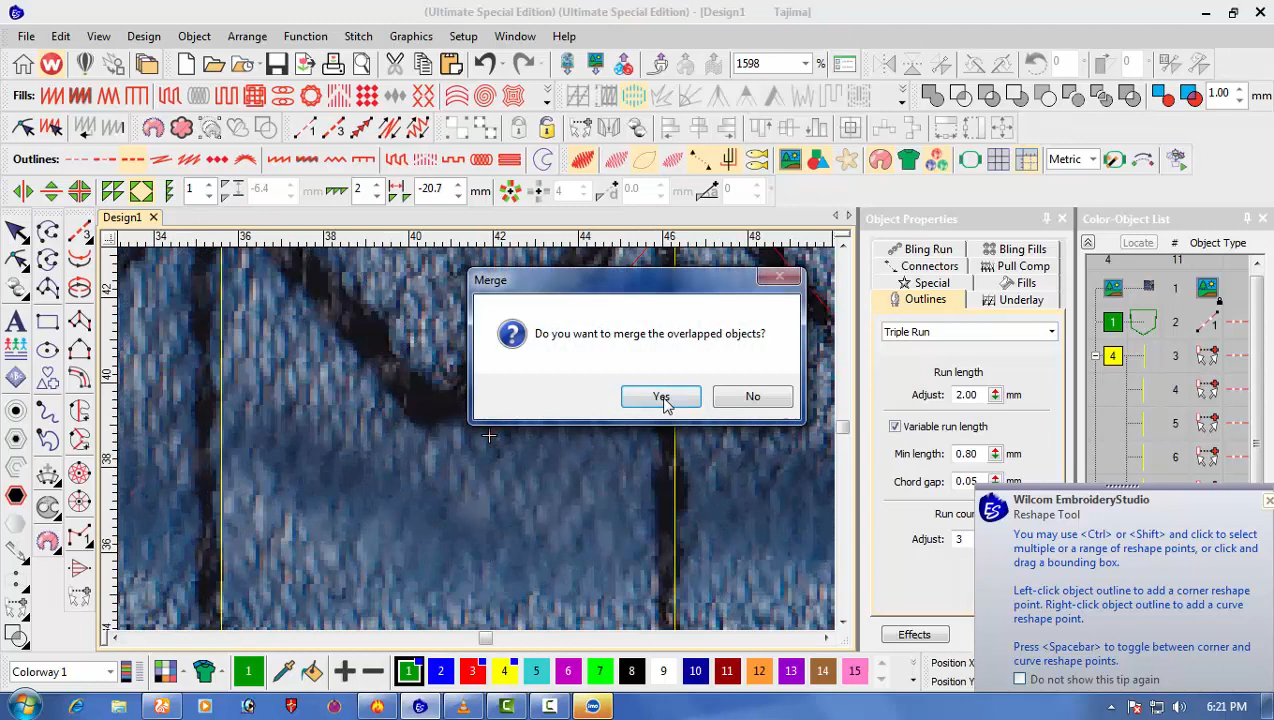 (Ultimate Special Edition) (Ultimate Special Edition) - [Design1 Tajima]
File Edit View Design Object Arrange Function Stitch Graphics Setup Window Help
1598 % 0 0
Fills: 1.00 mm
Outlines: Metric
1 -6.4 mm 2 -20.7 mm 4 0.0 mm 0
Design1
Object Properties
Color-Object List
34 36 38 40 42 44 46 48
42
40
38
36
34
Bling Run Bling Fills
Connectors Pull Comp
Special Fills
Outlines Underlay
Triple Run
Run length
Adjust: 2.00 mm
Variable run length
Min length: 0.80 mm
Chord gap: 0.05
Run cou
Adjust: 3
Effects
Locate # Object Type
4 11
1
1 2
4 3
4
5
6
Merge
Do you want to merge the overlapped objects?
Yes No
Wilcom EmbroideryStudio
Reshape Tool
You may use <Ctrl> or <Shift> and click to select
multiple or a range of reshape points, or click and
drag a bounding box.
Left-click object outline to add a corner reshape
point. Right-click object outline to add a curve
reshape point.
Press <Spacebar> to toggle between corner and
curve reshape points.
Do not show this tip again
Colorway 1 1 1 2 3 4 5 6 7 8 9 10 11 12 13 14 15
Position X
Position Y
6:21 PM